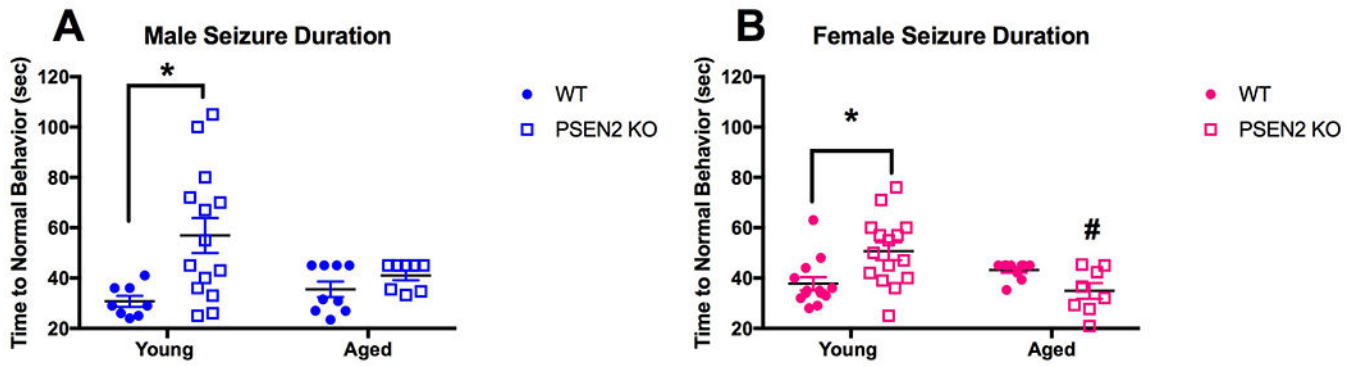 A
Male Seizure Duration
*
Time to Normal Behavior (sec)
120
100
80
60
40
20
Young
Aged
WT
PSEN2 KO
B
Female Seizure Duration
*
#
Time to Normal Behavior (sec)
120
100
80
60
40
20
Young
Aged
WT
PSEN2 KO